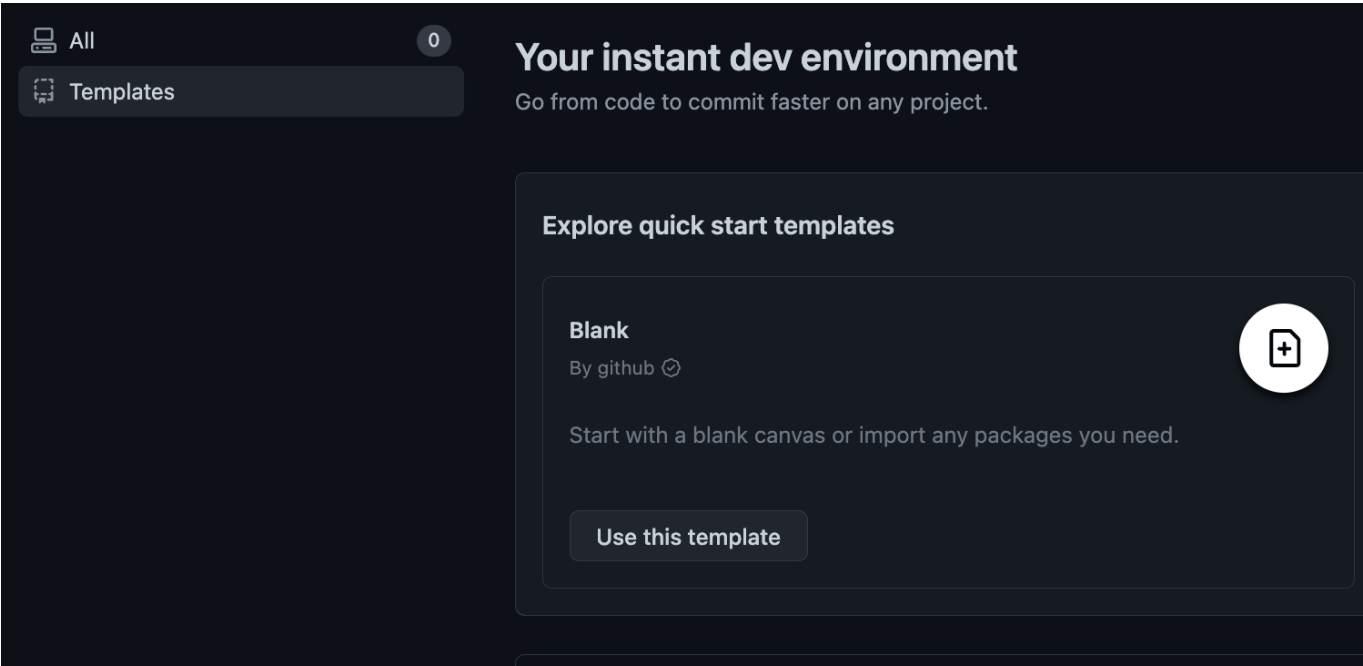 All 0
Templates
Your instant dev environment
Go from code to commit faster on any project.
Explore quick start templates
Blank
By github
Start with a blank canvas or import any packages you need.
Use this template